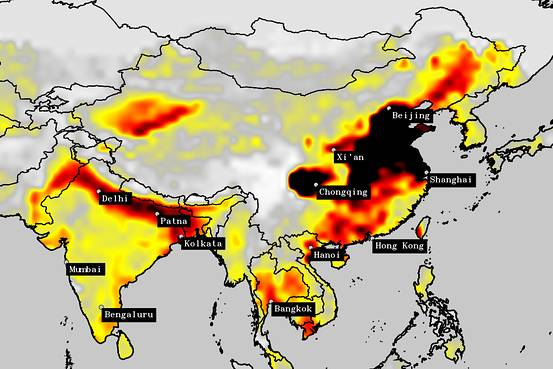 Beijing
Xi'an
Shanghai
Chongqing
Delhi
Patna
Kolkata
Hong Kong
Hanoi
Mumbai
Bangkok
Bengaluru